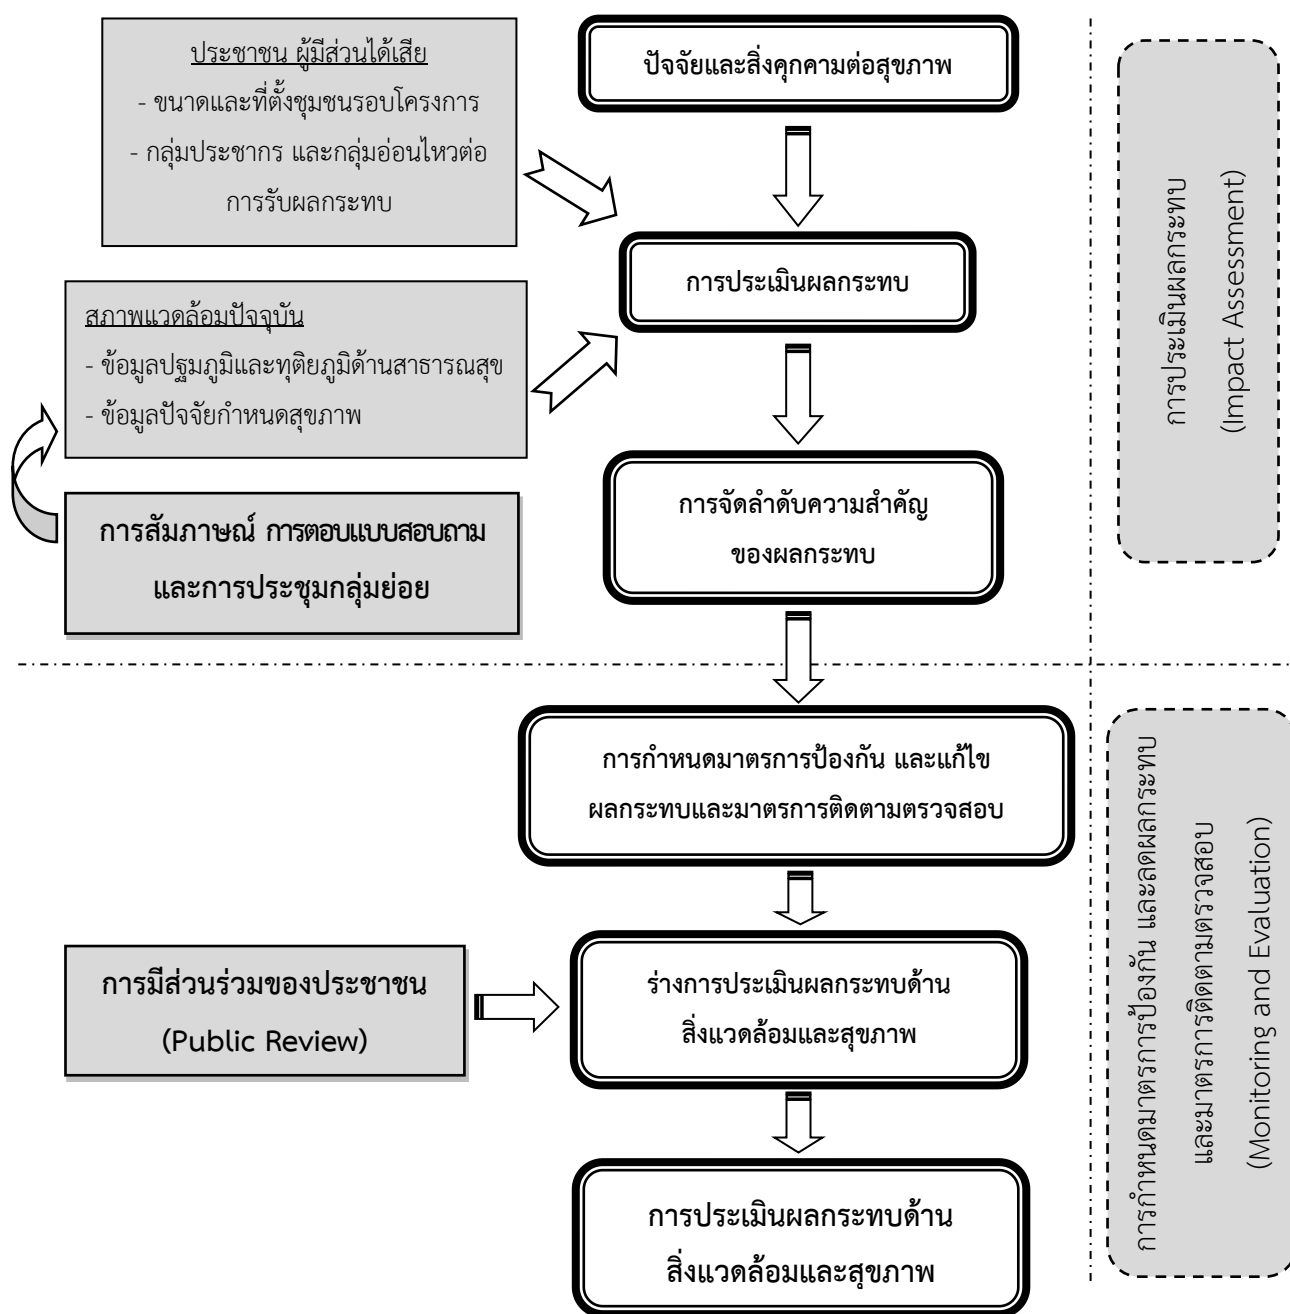 ประชาชน ผู้มีส่วนได้เสีย
- ขนาดและที่ตั้งชุมชนรอบโครงการ
- กลุ่มประชากร และกลุ่มอ่อนไหวต่อ
การรับผลกระทบ
ปัจจัยและสิ่งคุกคามต่อสุขภาพ
การประเมินผลกระทบ
สภาพแวดล้อมปัจจุบัน
- ข้อมูลปฐมภูมิและทุติยภูมิด้านสาธารณสุข
- ข้อมูลปัจจัยกำหนดสุขภาพ
การสัมภาษณ์ การตอบแบบสอบถาม
และการประชุมกลุ่มย่อย
การจัดลำดับความสำคัญ
ของผลกระทบ
การประเมินผลกระทบ
(Impact Assessment)
การกำหนดมาตรการป้องกัน และแก้ไข
ผลกระทบและมาตรการติดตามตรวจสอบ
การมีส่วนร่วมของประชาชน
(Public Review)
ร่างการประเมินผลกระทบด้าน
สิ่งแวดล้อมและสุขภาพ
การประเมินผลกระทบด้าน
สิ่งแวดล้อมและสุขภาพ
การกำหนดมาตรการป้องกัน และลดผลกระทบ
และมาตรการติดตามตรวจสอบ
(Monitoring and Evaluation)